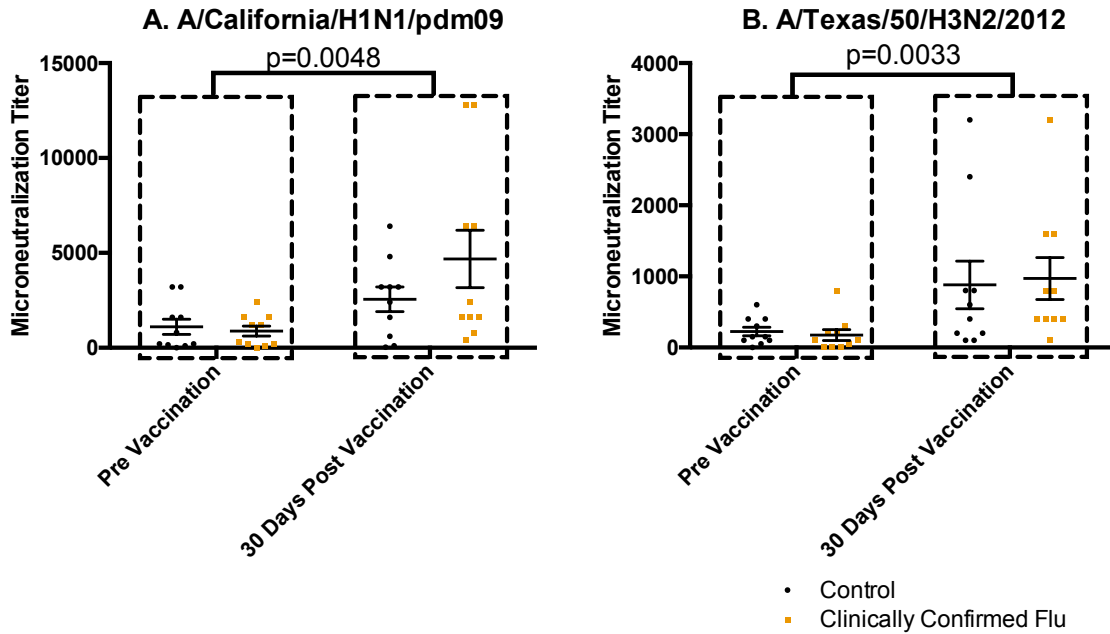 A. A/California/H1N1/pdm09
p=0.0048
Microneutralization Titer
15000
10000
5000
0
Pre Vaccination
30 Days Post Vaccination
B. A/Texas/50/H3N2/2012
p=0.0033
Microneutralization Titer
4000
3000
2000
1000
0
Pre Vaccination
30 Days Post Vaccination
Control
Clinically Confirmed Flu